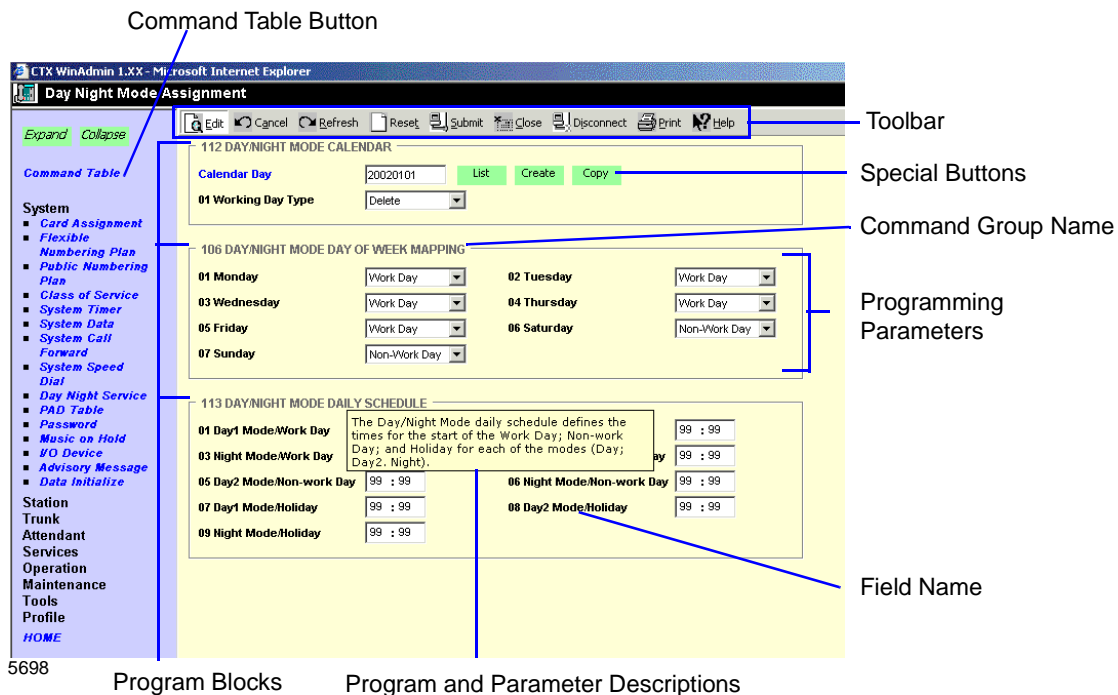 Command Table Button
CTX WinAdmin 1.XX - Microsoft Internet Explorer
Day Night Mode Assignment
Edit Cancel Refresh Reset Submit Close Disconnect Print Help
Toolbar
Expand Collapse
Command Table
System
Card Assignment
Flexible
Numbering Plan
Public Numbering
Plan
Class of Service
System Timer
System Data
System Call
Forward
System Speed
Dial
Day Night Service
PAD Table
Password
Music on Hold
I/O Device
Advisory Message
Data Initialize
Station
Trunk
Attendant
Services
Operation
Maintenance
Tools
Profile
HOME
112 DAY/NIGHT MODE CALENDAR
Calendar Day 20020101 List Create Copy
Special Buttons
01 Working Day Type Delete
Command Group Name
106 DAY/NIGHT MODE DAY OF WEEK MAPPING
01 Monday Work Day 02 Tuesday Work Day
03 Wednesday Work Day 04 Thursday Work Day
05 Friday Work Day 06 Saturday Non-Work Day
07 Sunday Non-Work Day
Programming
Parameters
113 DAY/NIGHT MODE DAILY SCHEDULE
01 Day1 Mode/Work Day 99 : 99
03 Night Mode/Work Day ay 99 : 99
The Day/Night Mode daily schedule defines the
times for the start of the Work Day; Non-work
Day; and Holiday for each of the modes (Day;
Day2. Night).
05 Day2 Mode/Non-work Day 99 : 99 06 Night Mode/Non-work Day 99 : 99
07 Day1 Mode/Holiday 99 : 99 08 Day2 Mode/Holiday 99 : 99
09 Night Mode/Holiday 99 : 99
Field Name
5698
Program Blocks
Program and Parameter Descriptions